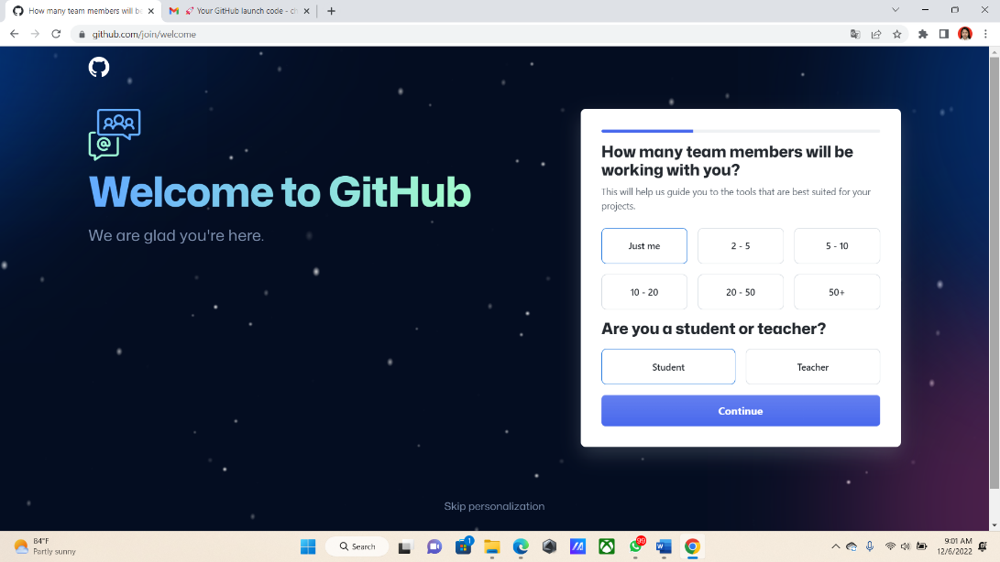 How many team members will be
Your GitHub launch code - ch
github.com/join/welcome
Welcome to GitHub
We are glad you're here.
How many team members will be
working with you?
This will help us guide you to the tools that are best suited for your
projects.
Just me
2 - 5
5 - 10
10 - 20
20 - 50
50+
Are you a student or teacher?
Student
Teacher
Continue
Skip personalization
84°F
Partly sunny
Search
1
99
9:01 AM
12/6/2022